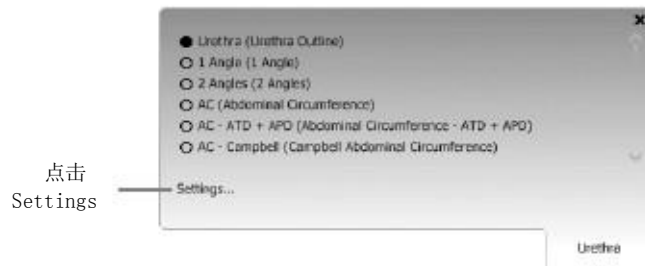 Urethra (Urethra Outline)
1 Angle (1 Angle)
2 Angles (2 Angles)
AC (Abdominal Circumference)
AC - ATD + APD (Abdominal Circumference - ATD + APD)
AC - Campbell (Campbell Abdominal Circumference)
点击
Settings
Settings...
Urethra